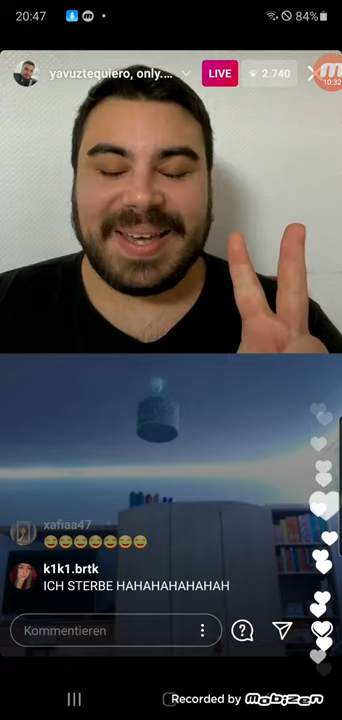 20:47
84%
yavuztequiero, only....
LIVE
2.740
10:32
xafiaa47
😂😂😂😂😂😂😂
k1k1.brtk
ICH STERBE HAHAHAHAHAHAH
Kommentieren
Recorded by mobizen